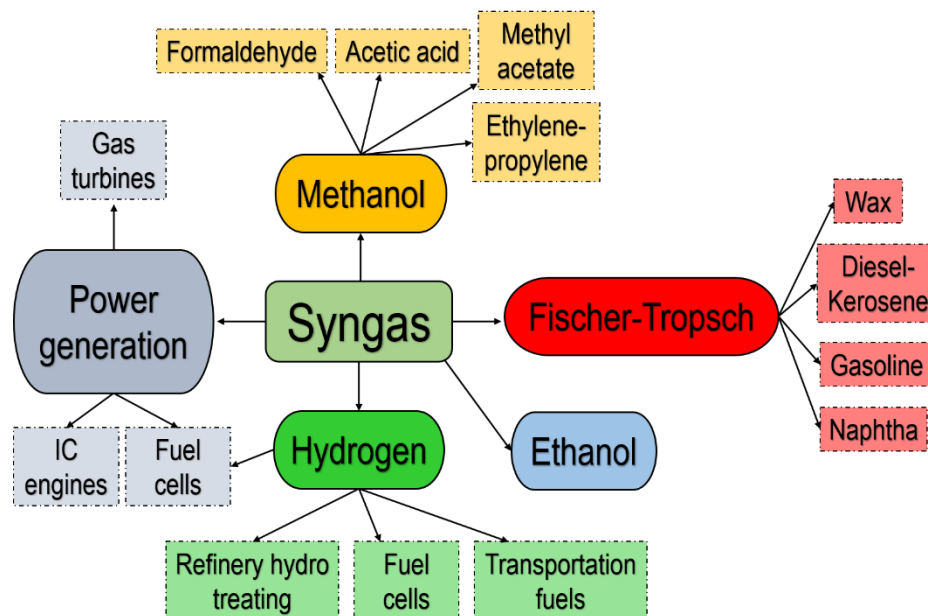 Formaldehyde
Acetic acid
Methyl
acetate
Ethylene-
propylene
Methanol
Gas
turbines
Power
generation
IC
engines
Fuel
cells
Syngas
Fischer-Tropsch
Wax
Diesel-
Kerosene
Gasoline
Naphtha
Hydrogen
Ethanol
Refinery hydro
treating
Fuel
cells
Transportation
fuels